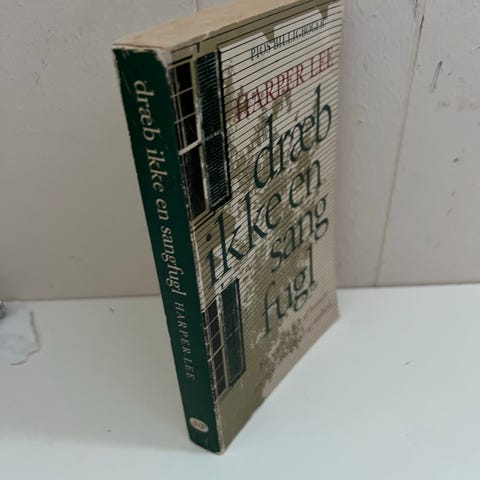 dræb ikke en sangfugl HARPER LEE
PIOS BILLIGBØGER
HARPER LEE
dræb
ikke en
sang
fugl